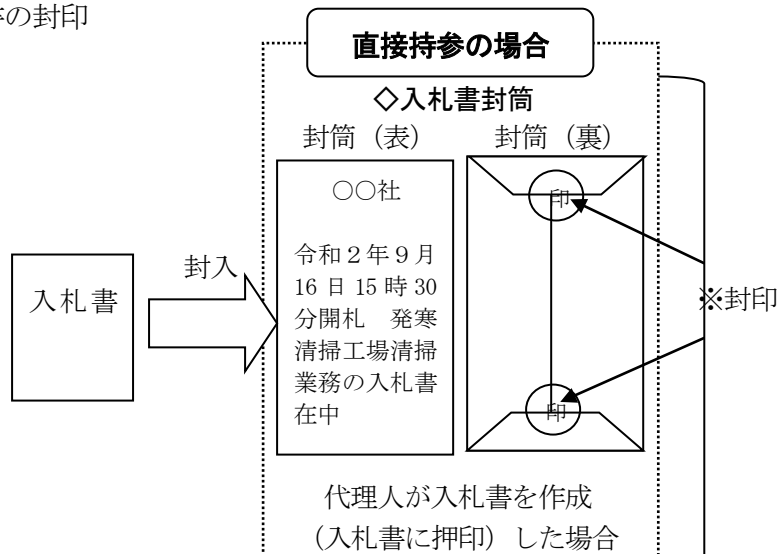 の封印
直接持参の場合
◇入札書封筒
封筒（表）
封筒（裏）
○○社
印
令和２年９月
16 日 15 時 30
分開札　発寒
清掃工場清掃
業務の入札書
在中
封入
入札書
※封印
印
代理人が入札書を作成
（入札書に押印）した場合